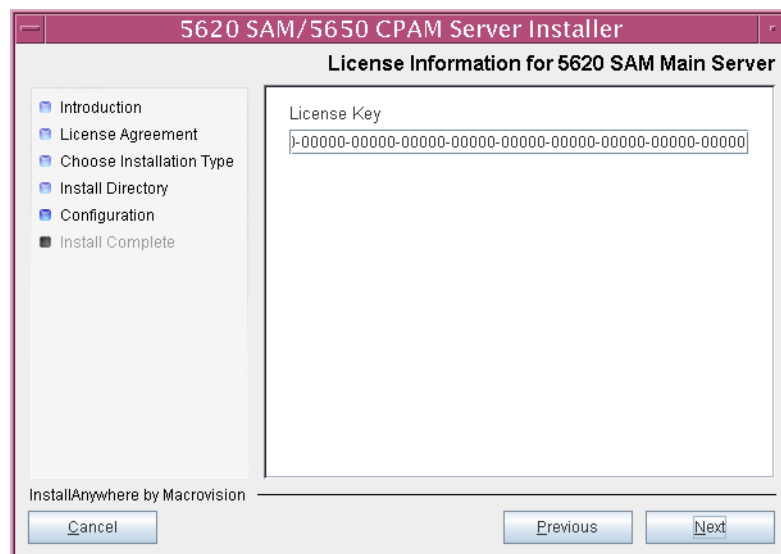 5620 SAM/5650 CPAM Server Installer
License Information for 5620 SAM Main Server
Introduction
License Agreement
Choose Installation Type
Install Directory
Configuration
Install Complete
License Key
)-00000-00000-00000-00000-00000-00000-00000-00000-00000
InstallAnywhere by Macrovision
Cancel
Previous
Next